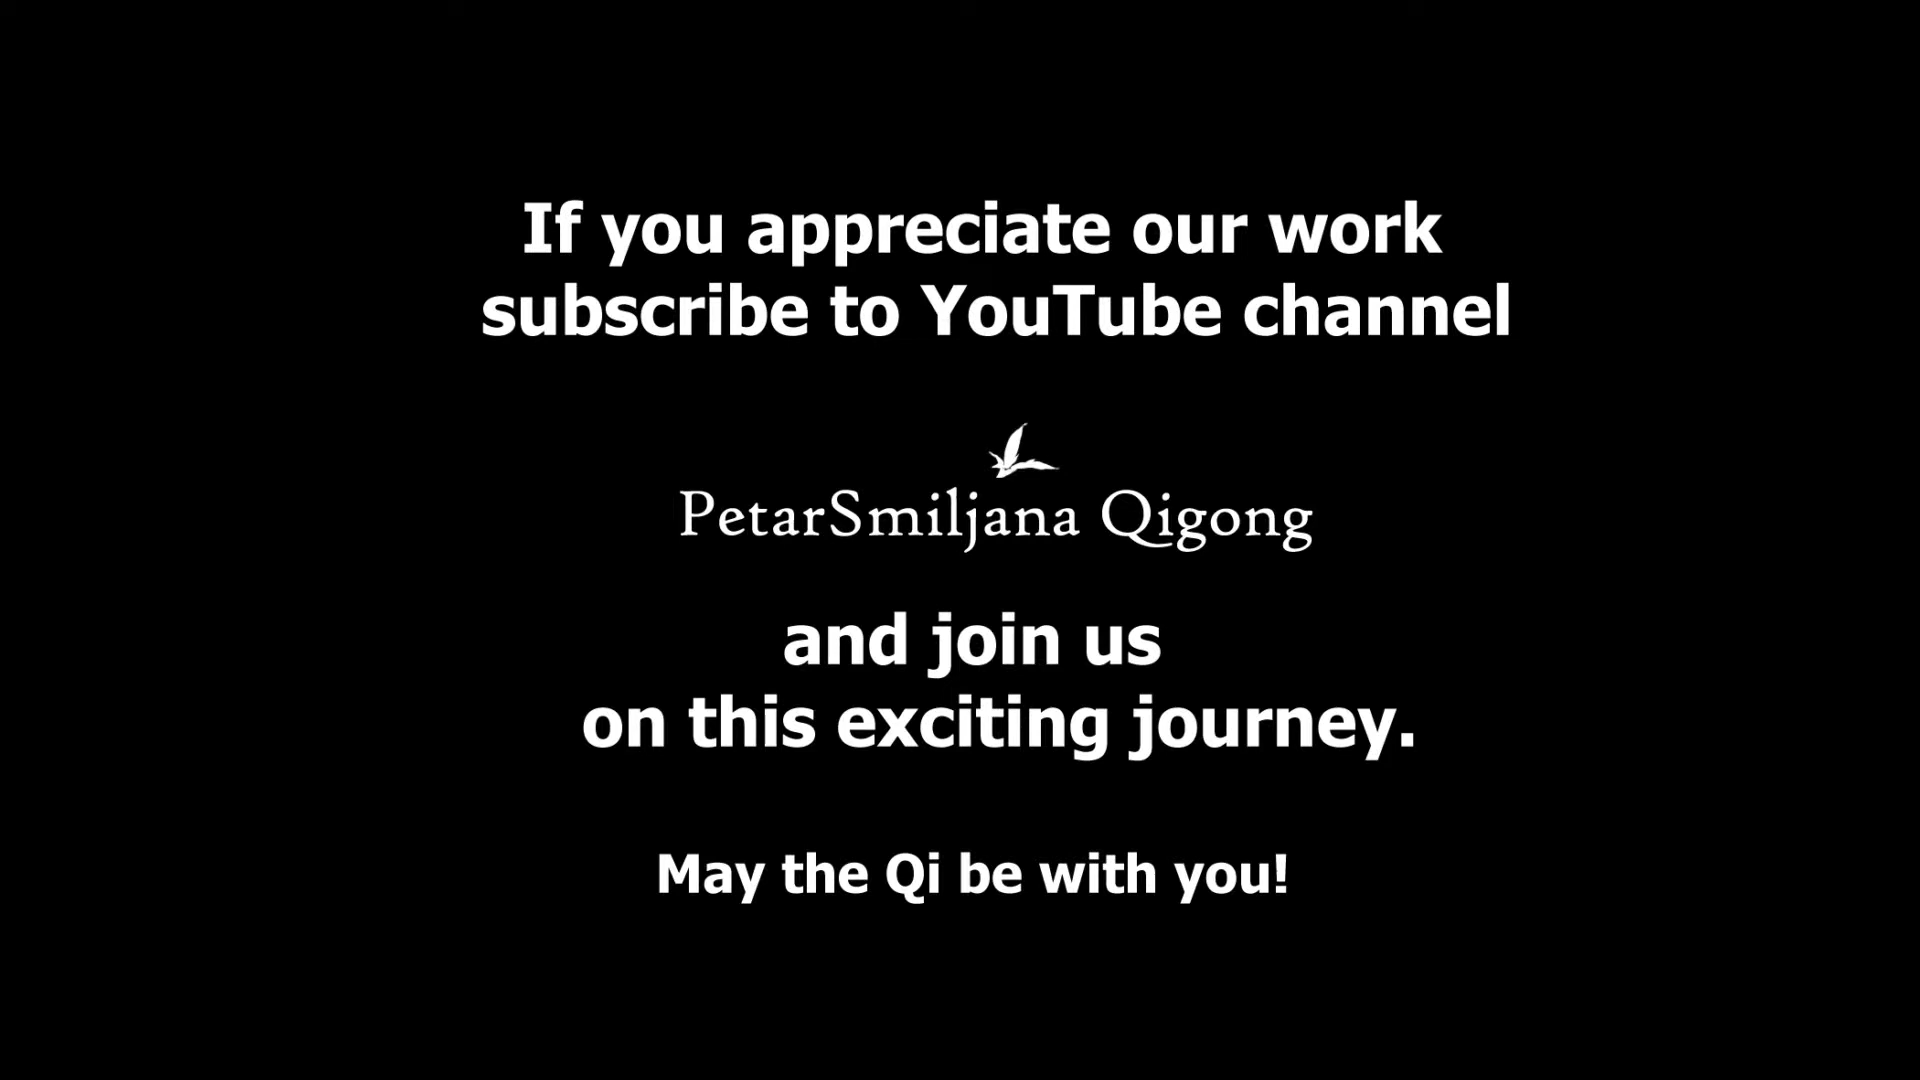 If you appreciate our work
subscribe to YouTube channel
PetarSmiljana Qigong
and join us
on this exciting journey.
May the Qi be with you!